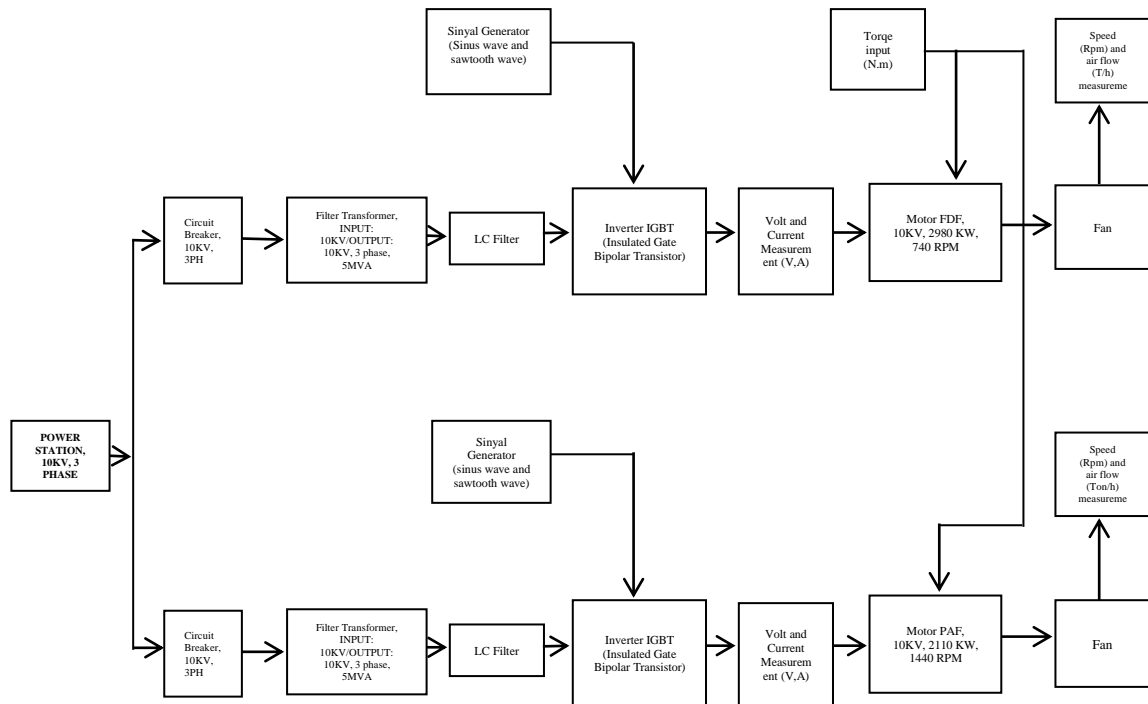 Sinyal Generator
(Sinus wave and
sawtooth wave)
Torqe
input
(N.m)
Speed
(Rpm) and
air flow
(T/h)
measureme
Circuit
Breaker,
10KV,
3PH
Filter Transformer,
INPUT:
10KV/OUTPUT:
10KV, 3 phase,
5MVA
LC Filter
Inverter IGBT
(Insulated Gate
Bipolar Transistor)
Volt and
Current
Measurem
ent (V,A)
Motor FDF,
10KV, 2980 KW,
740 RPM
Fan
POWER
STATION,
10KV, 3
PHASE
Sinyal
Generator
(sinus wave and
sawtooth wave)
Speed
(Rpm) and
air flow
(Ton/h)
measureme
Circuit
Breaker,
10KV,
3PH
Filter Transformer,
INPUT:
10KV/OUTPUT:
10KV, 3 phase,
5MVA
LC Filter
Inverter IGBT
(Insulated Gate
Bipolar Transistor)
Volt and
Current
Measurem
ent (V,A)
Motor PAF,
10KV, 2110 KW,
1440 RPM
Fan